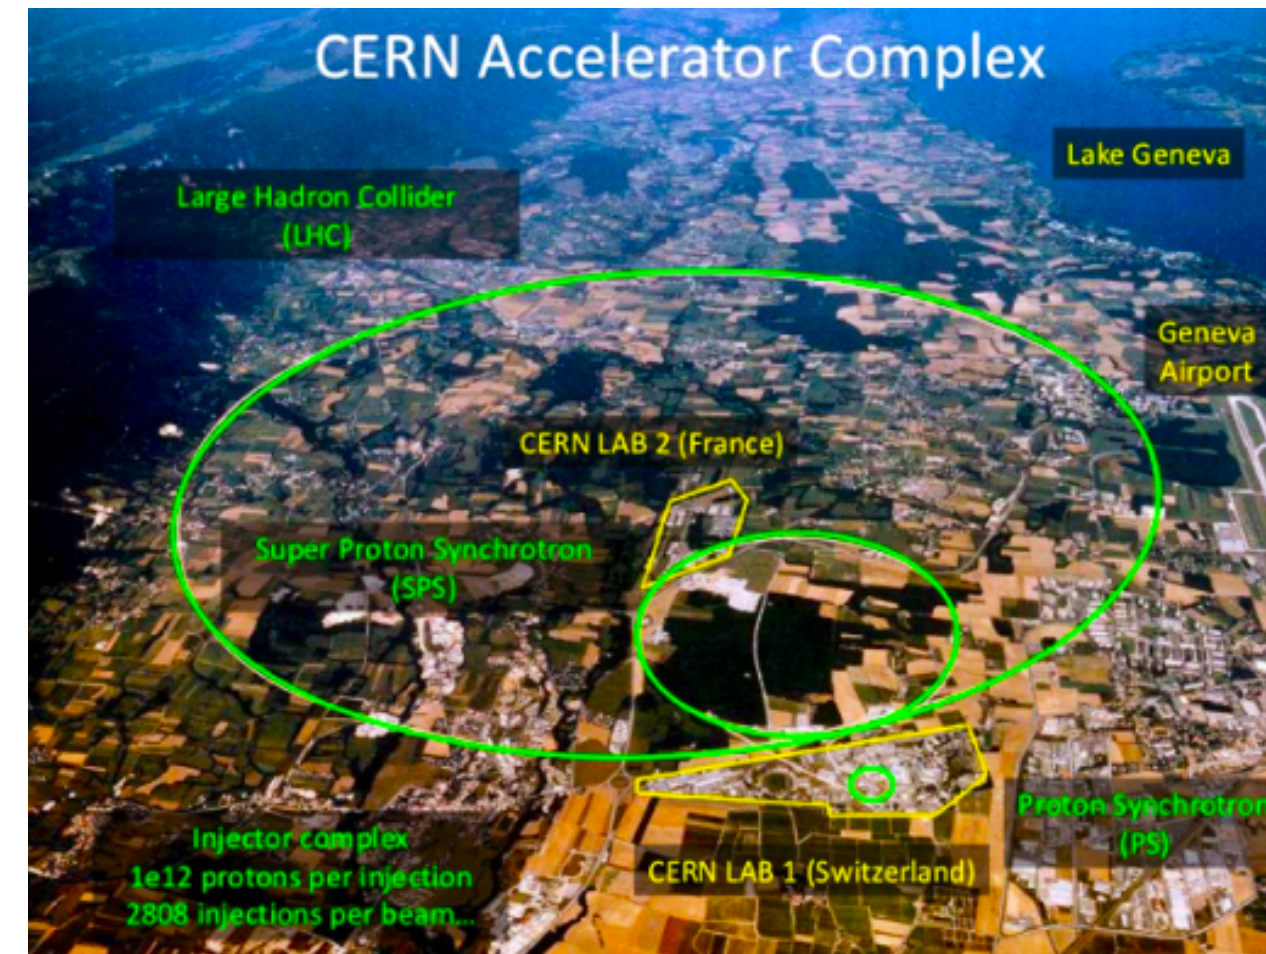 CERN Accelerator Complex
Lake Geneva
Large Hadron Collider
(LHC)
Geneva
Airport
CERN LAB 2 (France)
Super Proton Synchrotron
(SPS)
Proton Synchrotron
(PS)
Injector complex
1e12 protons per injection
2808 injections per beam...
CERN LAB 1 (Switzerland)